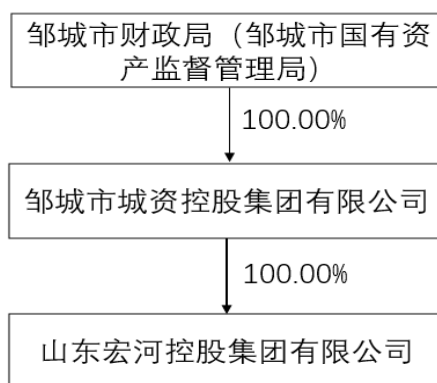 邹城市财政局（邹城市国有资
产监督管理局）
100.00%
邹城市城资控股集团有限公司
100.00%
山东宏河控股集团有限公司